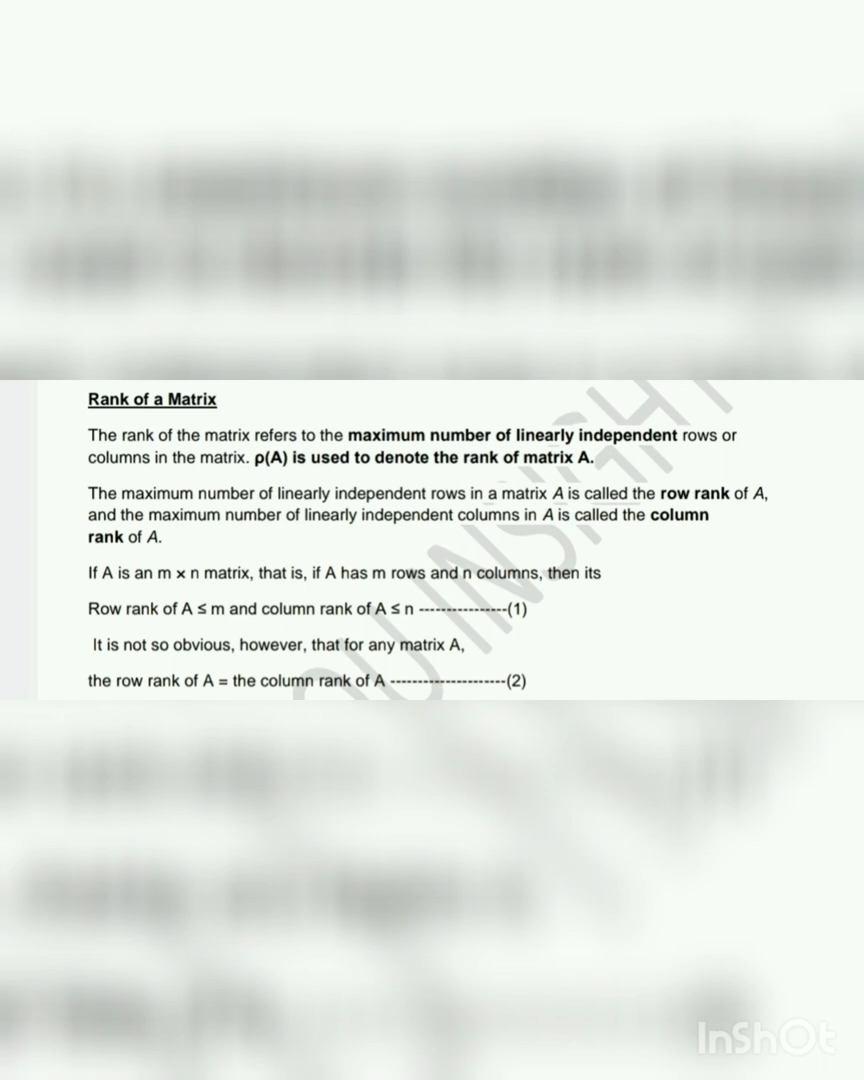 Rank of a Matrix
The rank of the matrix refers to the maximum number of linearly independent rows or
columns in the matrix. ρ(A) is used to denote the rank of matrix A.
The maximum number of linearly independent rows in a matrix A is called the row rank of A,
and the maximum number of linearly independent columns in A is called the column
rank of A.
If A is an m × n matrix, that is, if A has m rows and n columns, then its
Row rank of A ≤ m and column rank of A ≤ n ----------------(1)
It is not so obvious, however, that for any matrix A,
the row rank of A = the column rank of A ---------------------(2)
InShOt